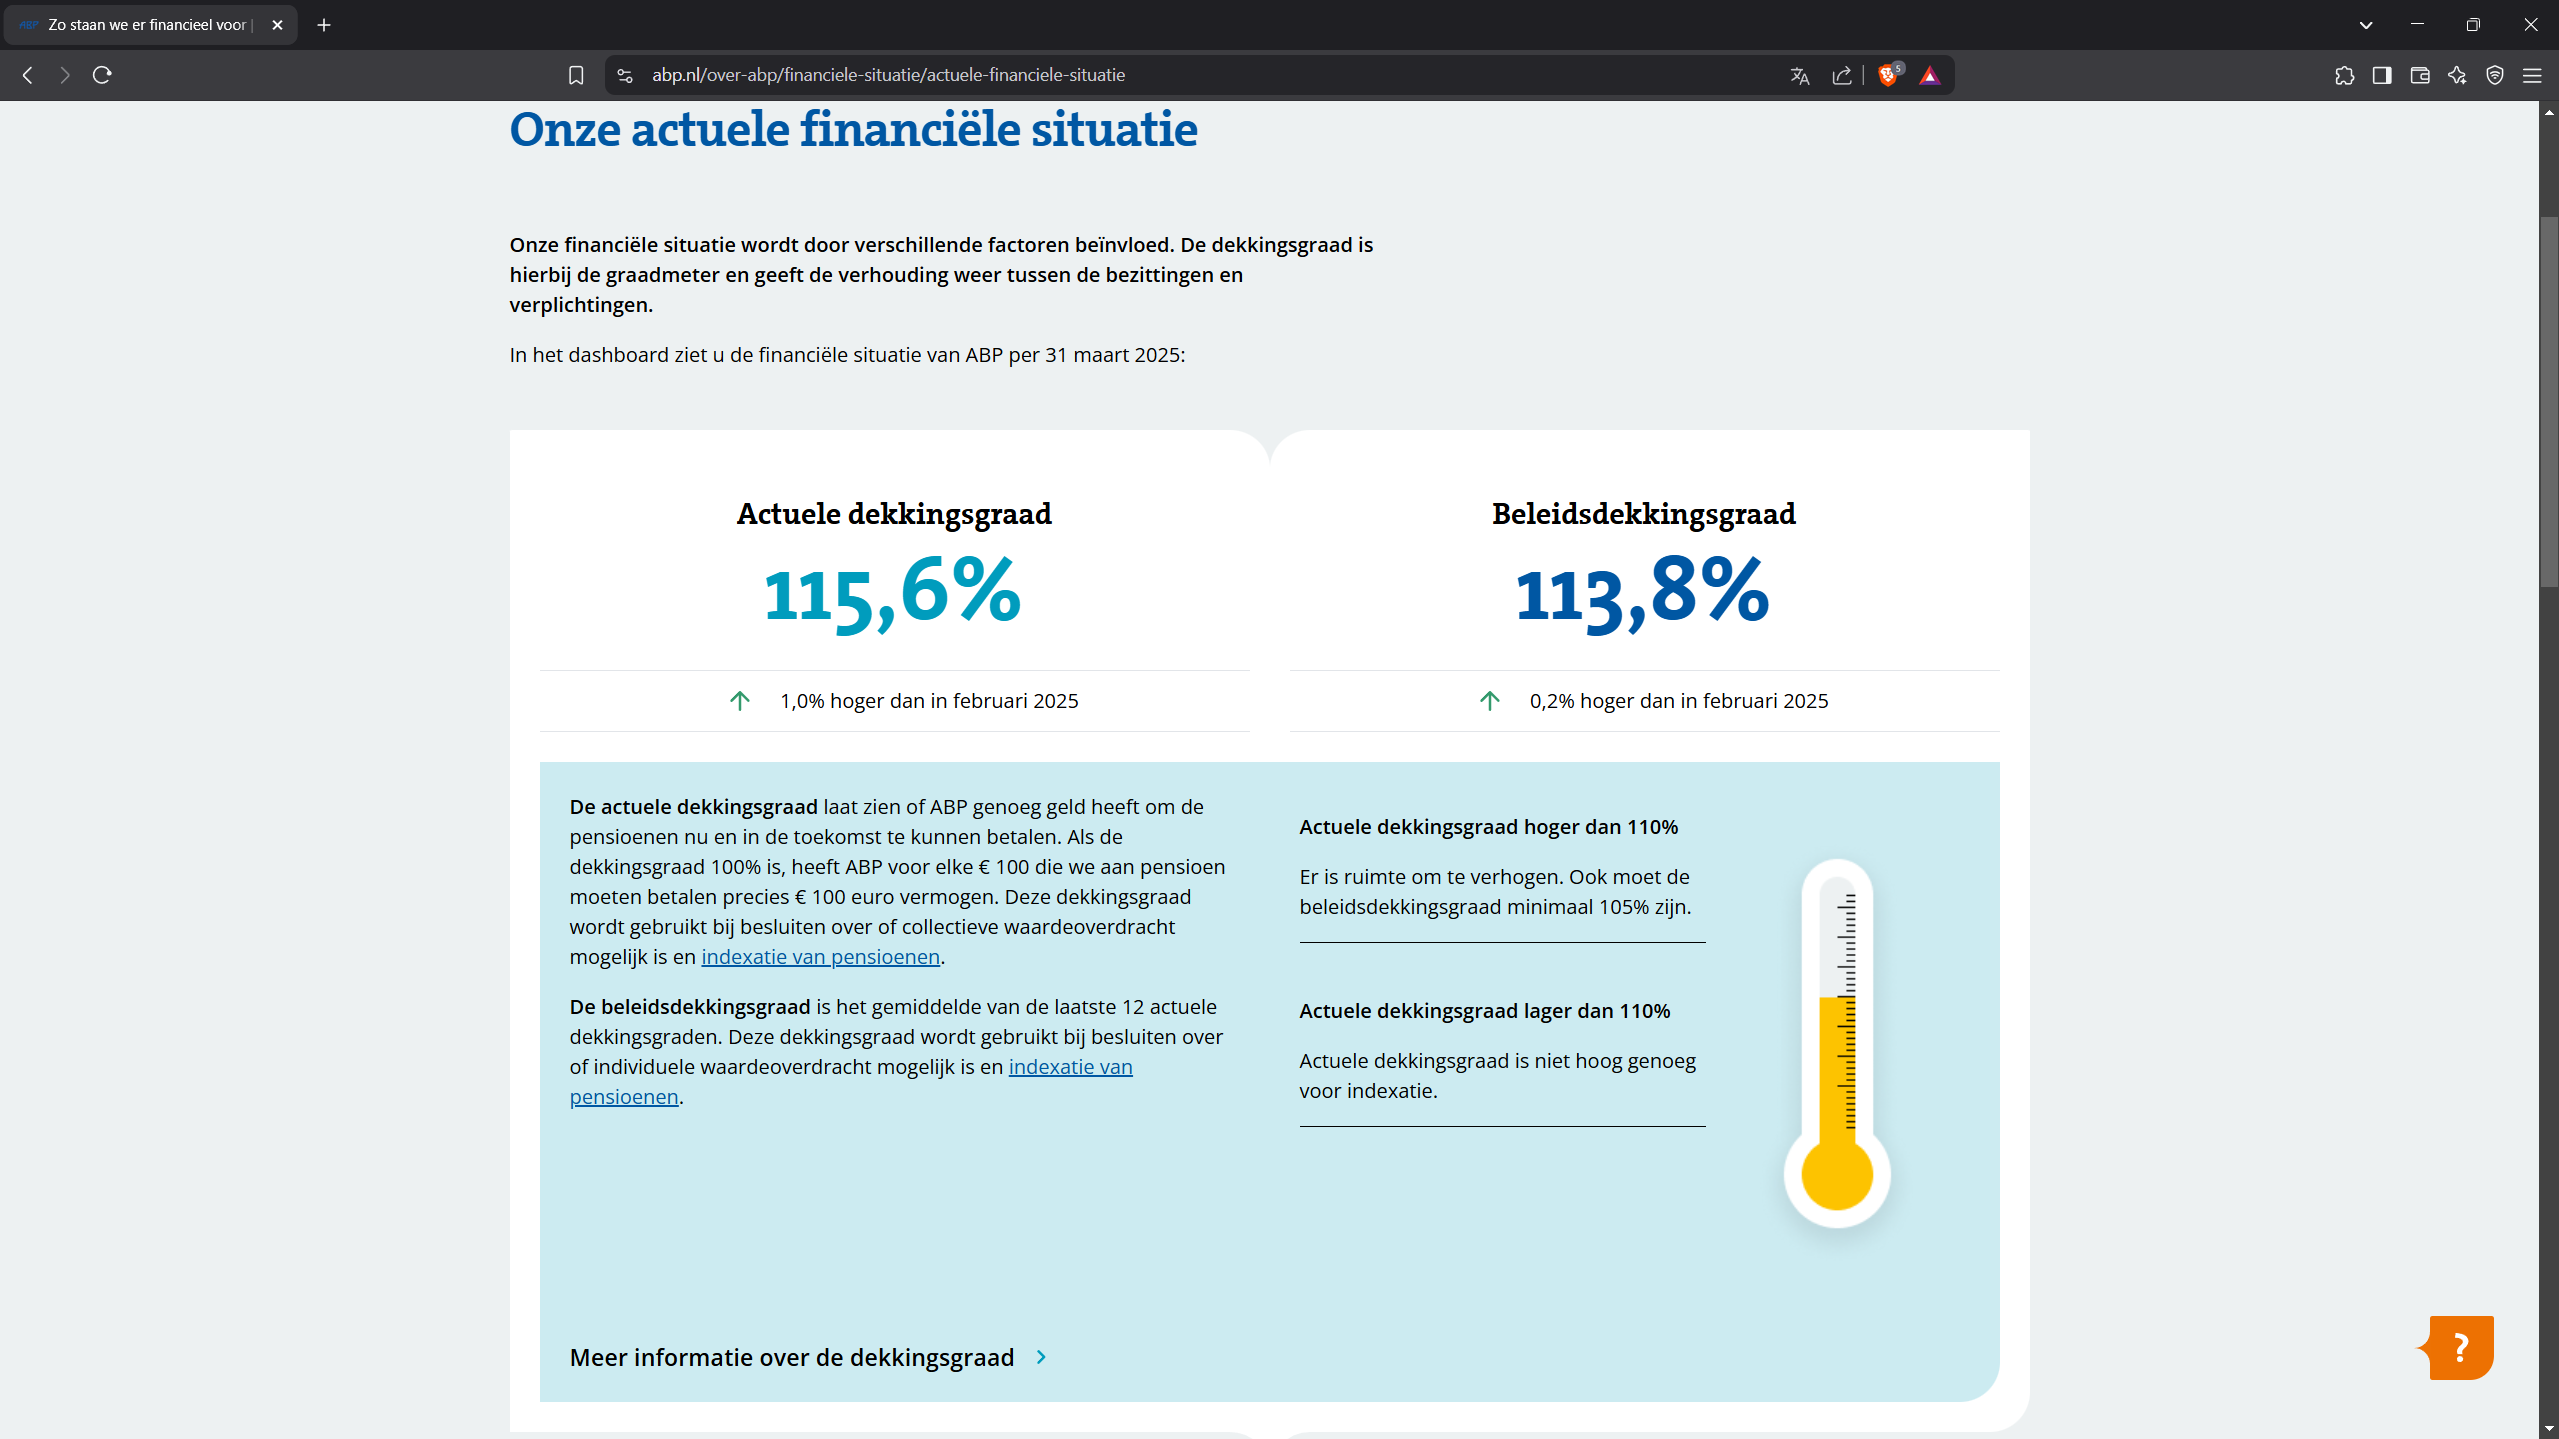 Zo staan we er financieel voor |
abp.nl/over-abp/financiele-situatie/actuele-financiele-situatie
5
Onze actuele financiële situatie
Onze financiële situatie wordt door verschillende factoren beïnvloed. De dekkingsgraad is
hierbij de graadmeter en geeft de verhouding weer tussen de bezittingen en
verplichtingen.
In het dashboard ziet u de financiële situatie van ABP per 31 maart 2025:
Actuele dekkingsgraad
115,6%
1,0% hoger dan in februari 2025
Beleidsdekkingsgraad
113,8%
0,2% hoger dan in februari 2025
De actuele dekkingsgraad laat zien of ABP genoeg geld heeft om de
pensioenen nu en in de toekomst te kunnen betalen. Als de
dekkingsgraad 100% is, heeft ABP voor elke € 100 die we aan pensioen
moeten betalen precies € 100 euro vermogen. Deze dekkingsgraad
wordt gebruikt bij besluiten over of collectieve waardeoverdracht
mogelijk is en indexatie van pensioenen.
De beleidsdekkingsgraad is het gemiddelde van de laatste 12 actuele
dekkingsgraden. Deze dekkingsgraad wordt gebruikt bij besluiten over
of individuele waardeoverdracht mogelijk is en indexatie van
pensioenen.
Actuele dekkingsgraad hoger dan 110%
Er is ruimte om te verhogen. Ook moet de
beleidsdekkingsgraad minimaal 105% zijn.
Actuele dekkingsgraad lager dan 110%
Actuele dekkingsgraad is niet hoog genoeg
voor indexatie.
Meer informatie over de dekkingsgraad
?